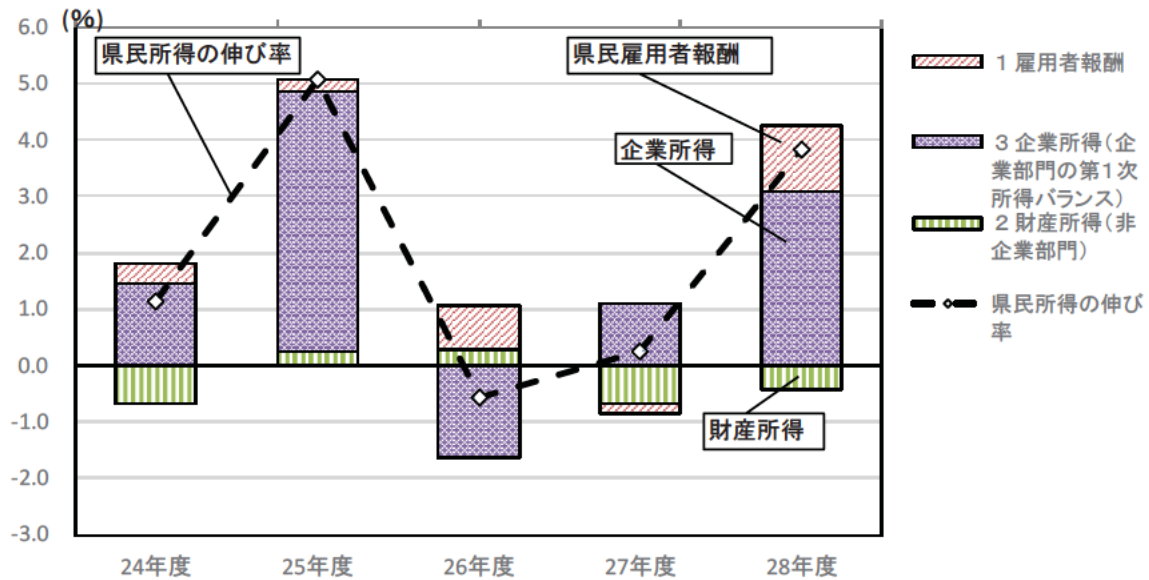 (%)
6.0
5.0
4.0
3.0
2.0
1.0
0.0
-1.0
-2.0
-3.0
県民所得の伸び率
県民雇用者報酬
企業所得
財産所得
24年度
25年度
26年度
27年度
28年度
1 雇用者報酬
3 企業所得(企
業部門の第1次
所得バランス)
2 財産所得(非
企業部門)
県民所得の伸び
率